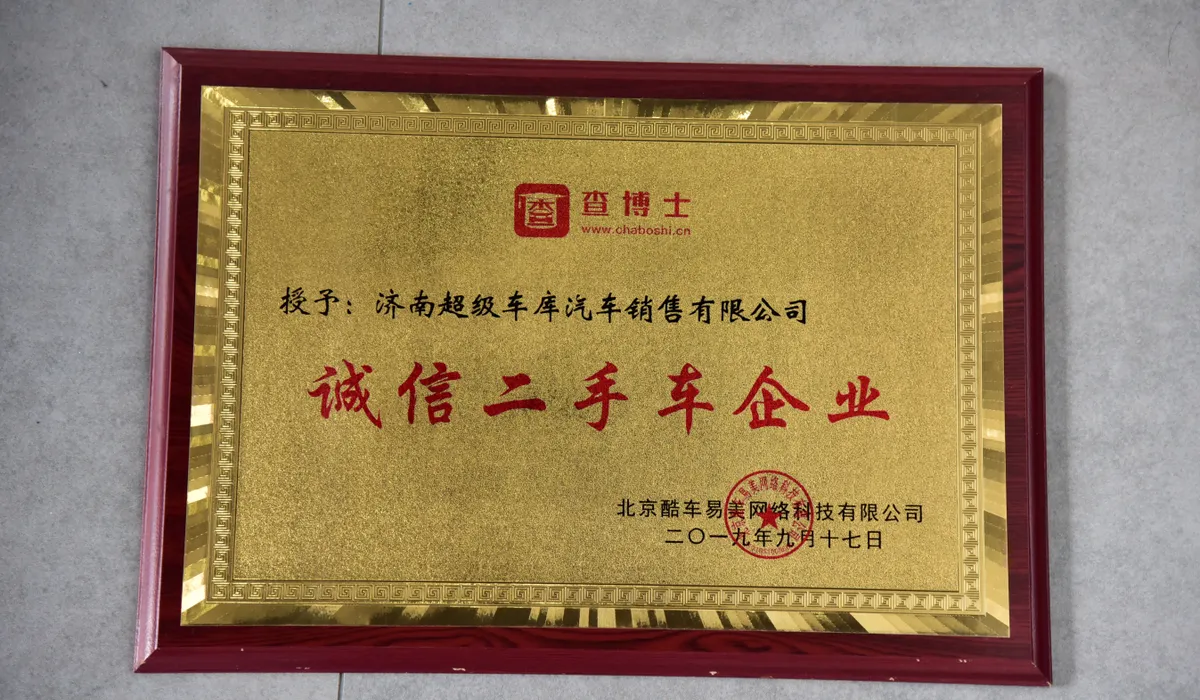 查
查博士
www.chaboshi.cn
授予：济南超级车库汽车销售有限公司
诚信二手车企业
北京酷车易美网络科技有限公司
二〇一九年九月十七日